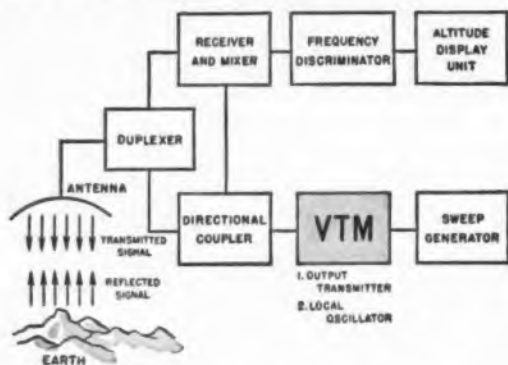 RECEIVER
AND MIXER
FREQUENCY
DISCRIMINATOR
ALTITUDE
DISPLAY
UNIT
DUPLEXER
ANTENNA
TRANSMITTED
SIGNAL
REFLECTED
SIGNAL
EARTH
DIRECTIONAL
COUPLER
VTM
1. OUTPUT
TRANSMITTER
2. LOCAL
OSCILLATOR
SWEEP
GENERATOR